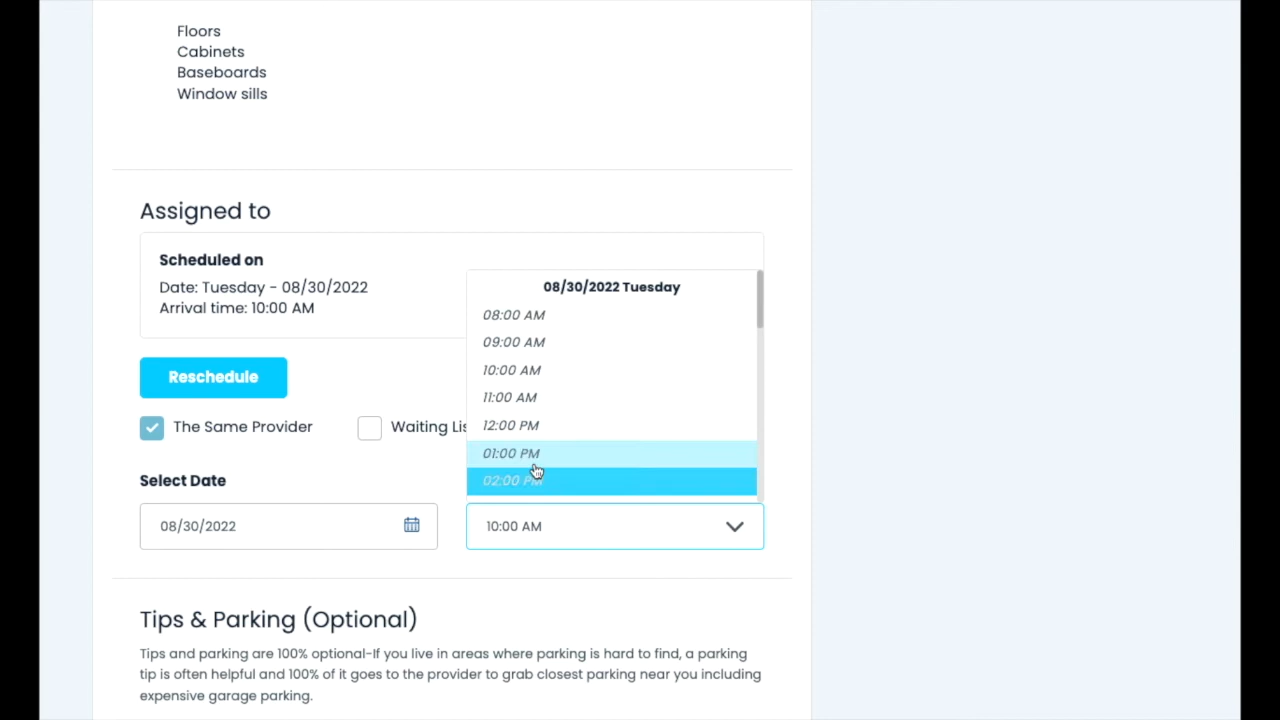 Floors
Cabinets
Baseboards
Window sills
Assigned to
Scheduled on
Date: Tuesday - 08/30/2022
Arrival time: 10:00 AM
08/30/2022 Tuesday
08:00 AM
09:00 AM
10:00 AM
11:00 AM
12:00 PM
01:00 PM
02:00 PM
Reschedule
The Same Provider
Waiting Lis
Select Date
08/30/2022
10:00 AM
Tips & Parking (Optional)
Tips and parking are 100% optional-If you live in areas where parking is hard to find, a parking
tip is often helpful and 100% of it goes to the provider to grab closest parking near you including
expensive garage parking.